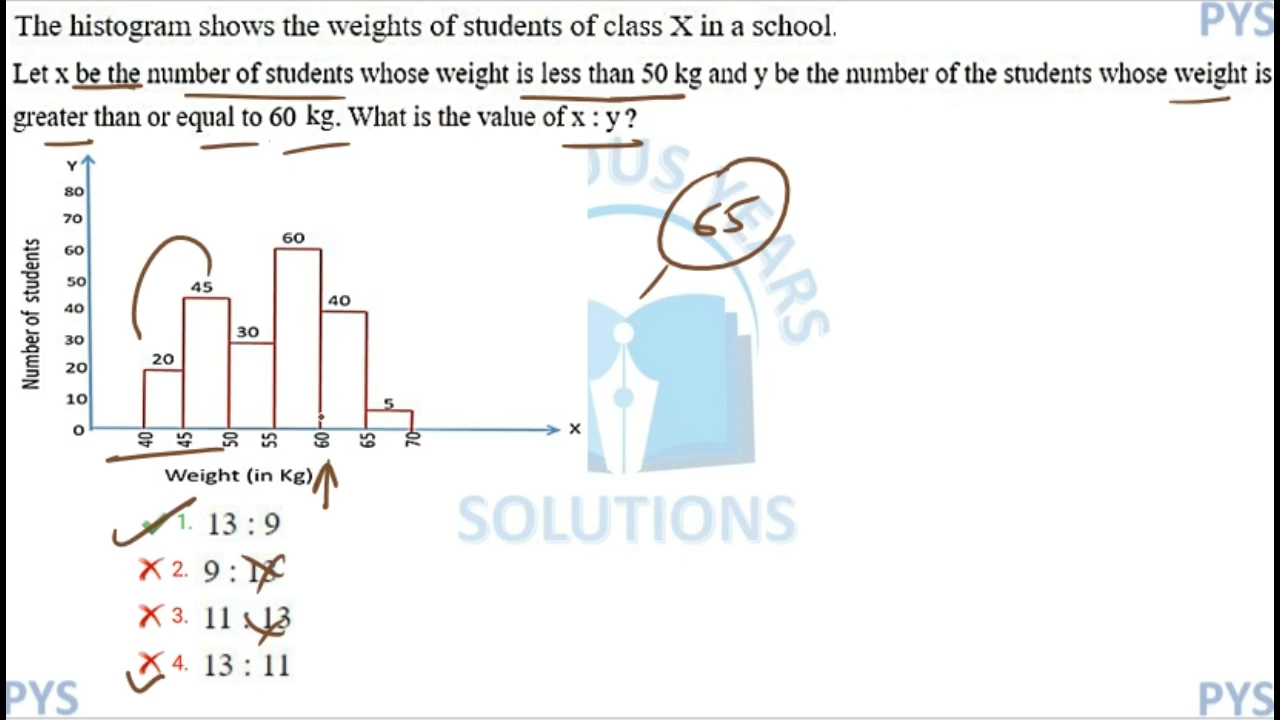 PYS
The histogram shows the weights of students of class X in a school.
Let x be the number of students whose weight is less than 50 kg and y be the number of the students whose weight is
greater than or equal to 60 kg. What is the value of x : y ?
YEARS
65
Y
80
70
60
50
40
30
20
10
0
Number of students
20
45
30
60
40
5
X
40 45 50 55 60 65 70
Weight (in Kg)
SOLUTIONS
1. 13 : 9
2. 9 : 13
3. 11 : 13
4. 13 : 11
PYS
PYS